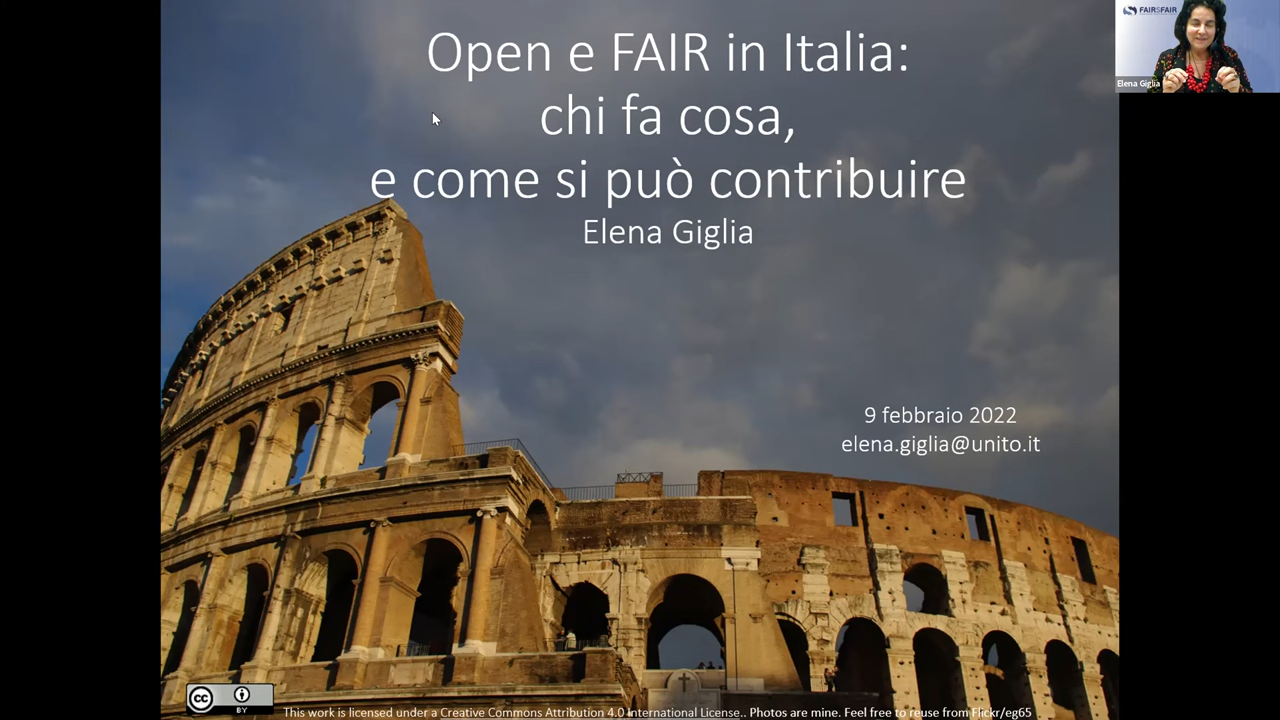 Open e FAIR in Italia:
chi fa cosa,
e come si può contribuire
Elena Giglia
9 febbraio 2022
elena.giglia@unito.it
FAIRSFAIR
Elena Giglia
cc
BY
This work is licensed under a Creative Commons Attribution 4.0 International License.. Photos are mine. Feel free to reuse from Flickr/eg65